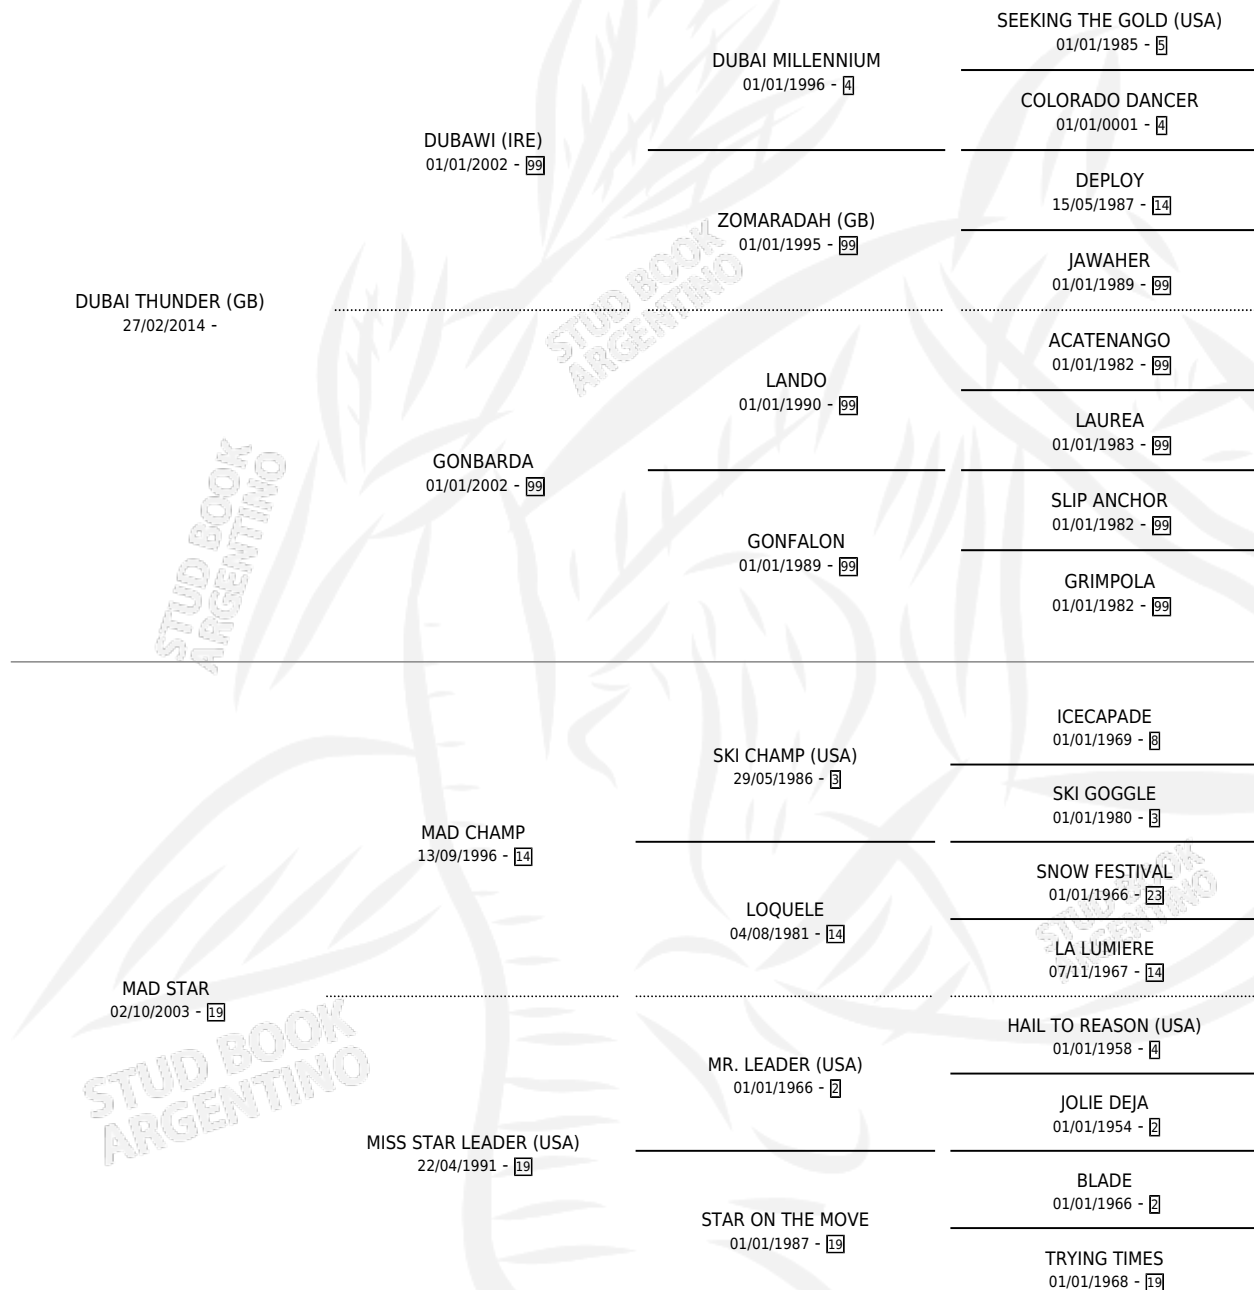 SEEKING THE GOLD (USA)
01/01/1985 - 5
DUBAI MILLENNIUM
01/01/1996 - 4
COLORADO DANCER
01/01/0001 - 4
DUBAWI (IRE)
01/01/2002 - 99
DEPLOY
15/05/1987 - 14
ZOMARADAH (GB)
01/01/1995 - 99
JAWAHER
01/01/1989 - 99
DUBAI THUNDER (GB)
27/02/2014 -
STUD BOOK
ARGENTINO
ACATENANGO
01/01/1982 - 99
LANDO
01/01/1990 - 99
LAUREA
01/01/1983 - 99
GONBARDA
01/01/2002 - 99
SLIP ANCHOR
01/01/1982 - 99
GONFALON
01/01/1989 - 99
GRIMPOLA
01/01/1982 - 99
STUD BOOK
ARGENTINO
ICECAPADE
01/01/1969 - 8
SKI CHAMP (USA)
29/05/1986 - 3
SKI GOGGLE
01/01/1980 - 3
MAD CHAMP
13/09/1996 - 14
SNOW FESTIVAL
01/01/1966 - 23
LOQUELE
04/08/1981 - 14
LA LUMIERE
07/11/1967 - 14
STUD BOOK
ARGENTINO
MAD STAR
02/10/2003 - 19
HAIL TO REASON (USA)
01/01/1958 - 4
MR. LEADER (USA)
01/01/1966 - 2
JOLIE DEJA
01/01/1954 - 2
STUD BOOK
ARGENTINO
MISS STAR LEADER (USA)
22/04/1991 - 19
BLADE
01/01/1966 - 2
STAR ON THE MOVE
01/01/1987 - 19
TRYING TIMES
01/01/1968 - 19